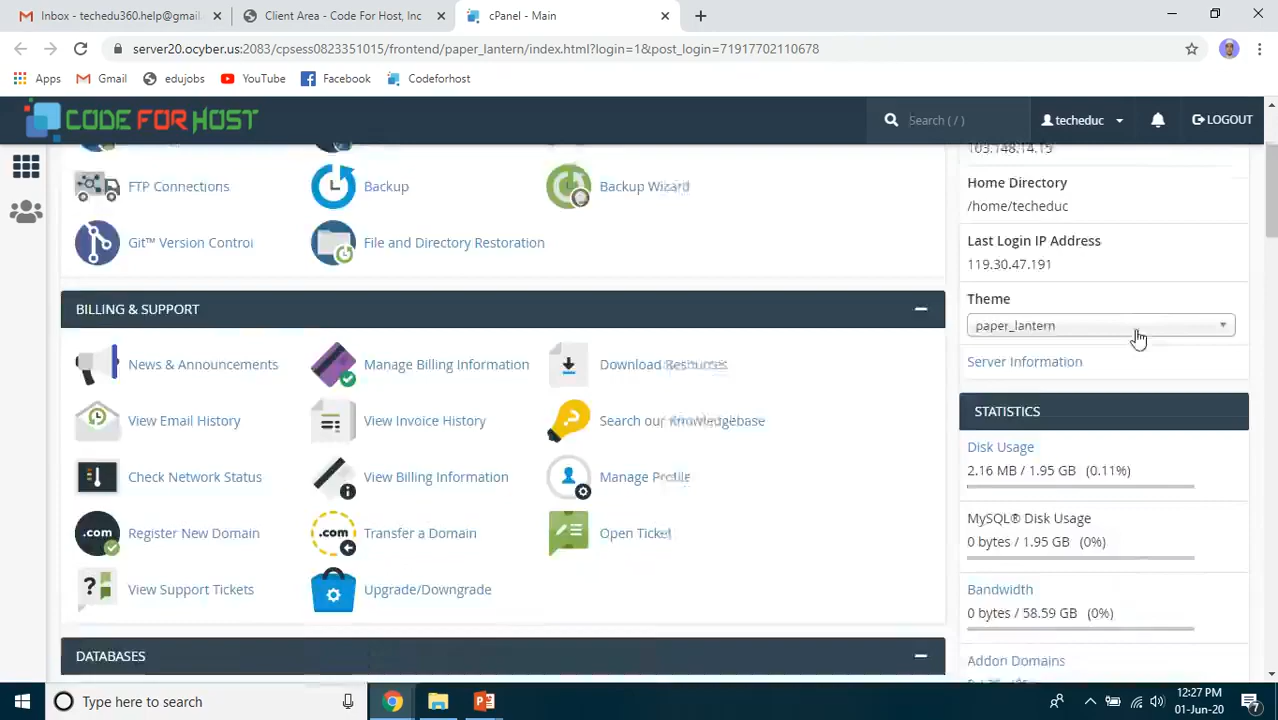 Inbox - techedu360.help@gmail.
Client Area - Code For Host, Inc
cPanel - Main
server20.ocyber.us:2083/cpsess0823351015/frontend/paper_lantern/index.html?login=1&post_login=71917702110678
Apps
Gmail
edujobs
YouTube
Facebook
Codeforhost
CODE FOR HOST
Search ( / )
techeduc
LOGOUT
FTP Connections
Backup
Backup Wizard
Git™ Version Control
File and Directory Restoration
BILLING & SUPPORT
News & Announcements
Manage Billing Information
Download Resources
View Email History
View Invoice History
Search our Knowledgebase
Check Network Status
View Billing Information
Manage Profile
Register New Domain
.com
Transfer a Domain
.com
Open Ticket
View Support Tickets
Upgrade/Downgrade
DATABASES
103.148.14.15
Home Directory
/home/techeduc
Last Login IP Address
119.30.47.191
Theme
paper_lantern
Server Information
STATISTICS
Disk Usage
2.16 MB / 1.95 GB (0.11%)
MySQL® Disk Usage
0 bytes / 1.95 GB (0%)
Bandwidth
0 bytes / 58.59 GB (0%)
Addon Domains
Type here to search
12:27 PM
01-Jun-20
7